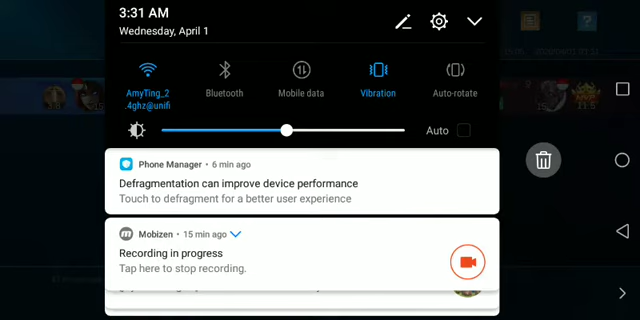 3:31 AM
Wednesday, April 1
AmyTing_2
.4ghz@unifi
Bluetooth
Mobile data
Vibration
Auto-rotate
Auto
Phone Manager • 6 min ago
Defragmentation can improve device performance
Touch to defragment for a better user experience
Mobizen • 15 min ago
Recording in progress
Tap here to stop recording.